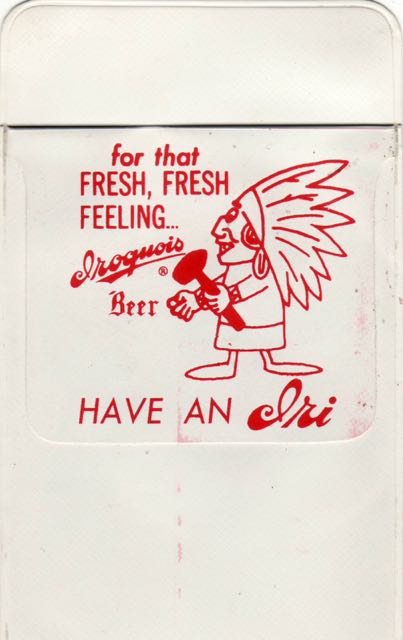 for that
FRESH, FRESH
FEELING...
Iroquois
®
Beer
HAVE AN Iri